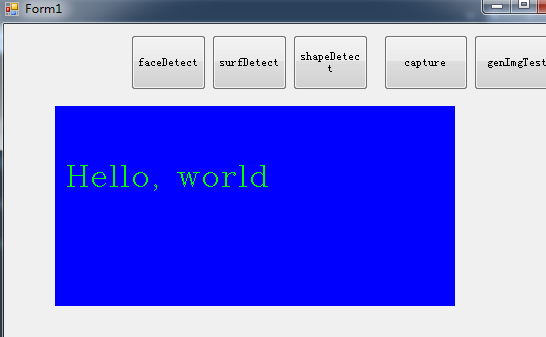 Form1
faceDetect
surfDetect
shapeDetec
t
capture
genImgTest
Hello, world